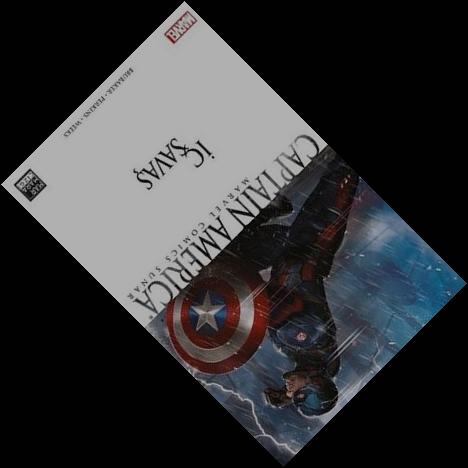 MARVEL COMICS SUNAR
CAPTAIN AMERICA
İÇ
SAVAŞ
BRUBAKER • PERKINS • WEEKS
MARVEL